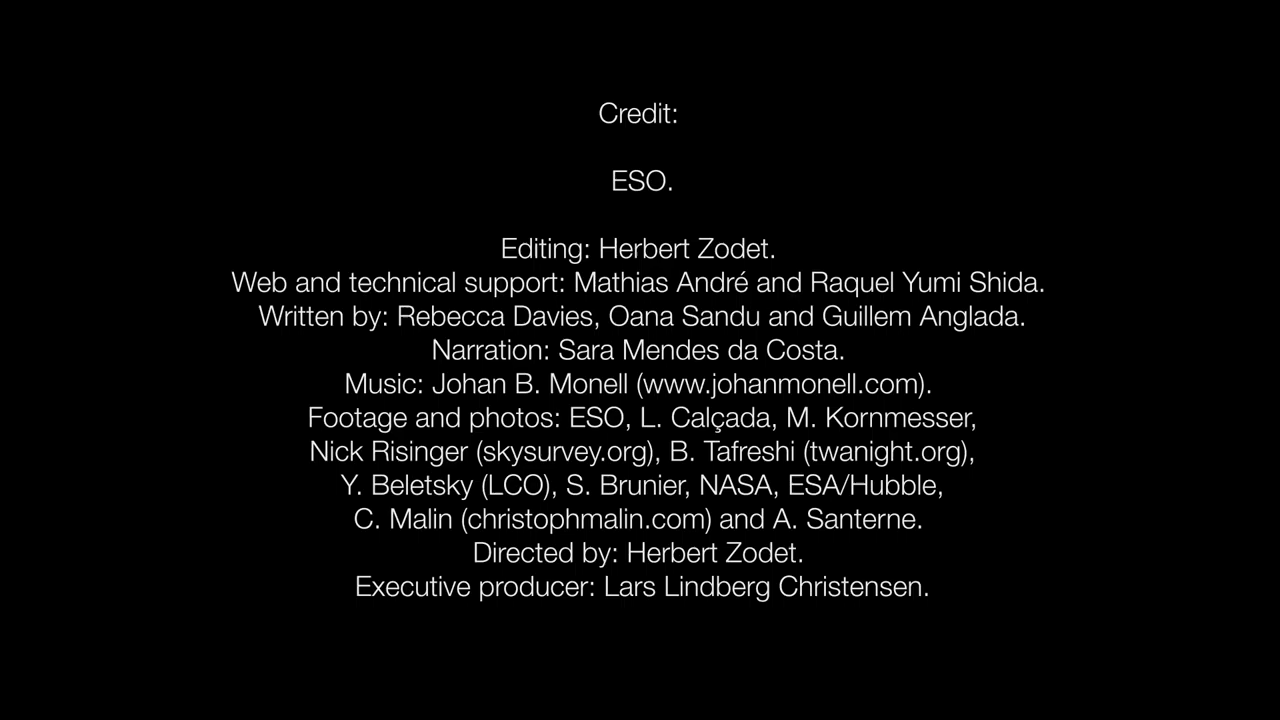 Credit:
ESO.
Editing: Herbert Zodet.
Web and technical support: Mathias André and Raquel Yumi Shida.
Written by: Rebecca Davies, Oana Sandu and Guillem Anglada.
Narration: Sara Mendes da Costa.
Music: Johan B. Monell (www.johanmonell.com).
Footage and photos: ESO, L. Calçada, M. Kornmesser,
Nick Risinger (skysurvey.org), B. Tafreshi (twanight.org),
Y. Beletsky (LCO), S. Brunier, NASA, ESA/Hubble,
C. Malin (christophmalin.com) and A. Santerne.
Directed by: Herbert Zodet.
Executive producer: Lars Lindberg Christensen.